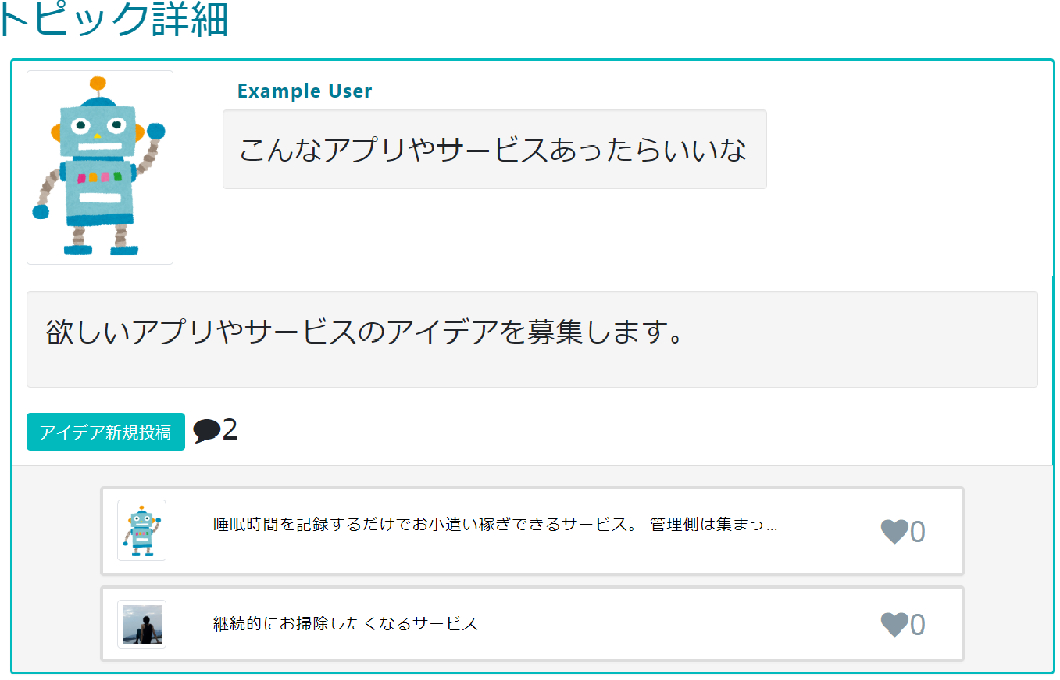 トピック詳細
Example User
こんなアプリやサービスあったらいいな
欲しいアプリやサービスのアイデアを募集します。
アイデア新規投稿 2
睡眠時間を記録するだけでお小遣い稼ぎできるサービス。 管理側は集まっ... 0
継続的にお掃除したくなるサービス 0